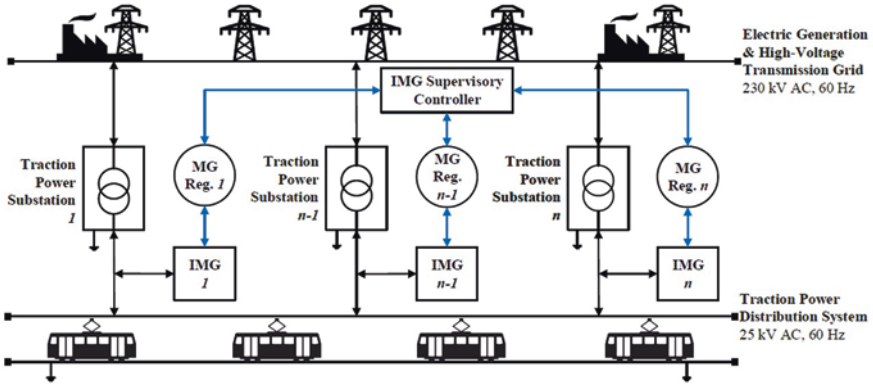 Electric Generation
& High-Voltage
Transmission Grid
230 kV AC, 60 Hz
IMG Supervisory
Controller
Traction
Power
Substation
1
MG
Reg. 1
Traction
Power
Substation
n-1
MG
Reg.
n-1
Traction
Power
Substation
n
MG
Reg. n
IMG
1
IMG
n-1
IMG
n
Traction Power
Distribution System
25 kV AC, 60 Hz